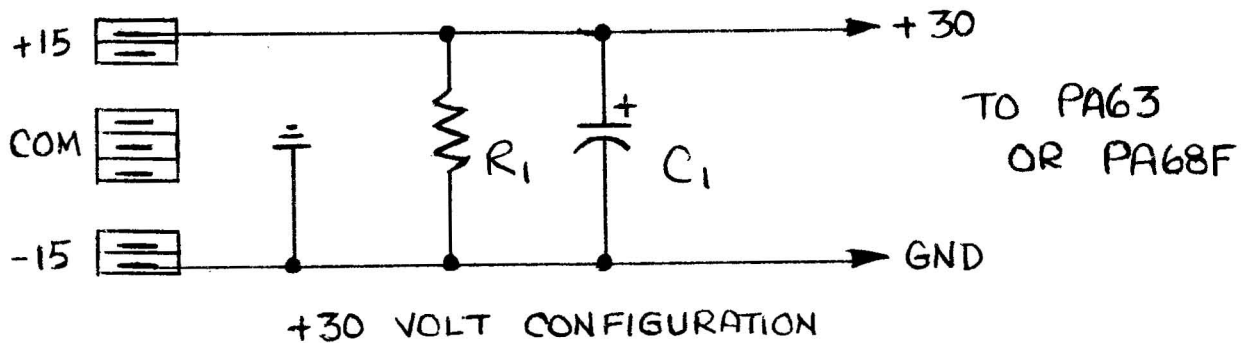 +15
+30
TO PA63
OR PA68F
COM
+
R1
C1
-15
GND
+30 VOLT CONFIGURATION